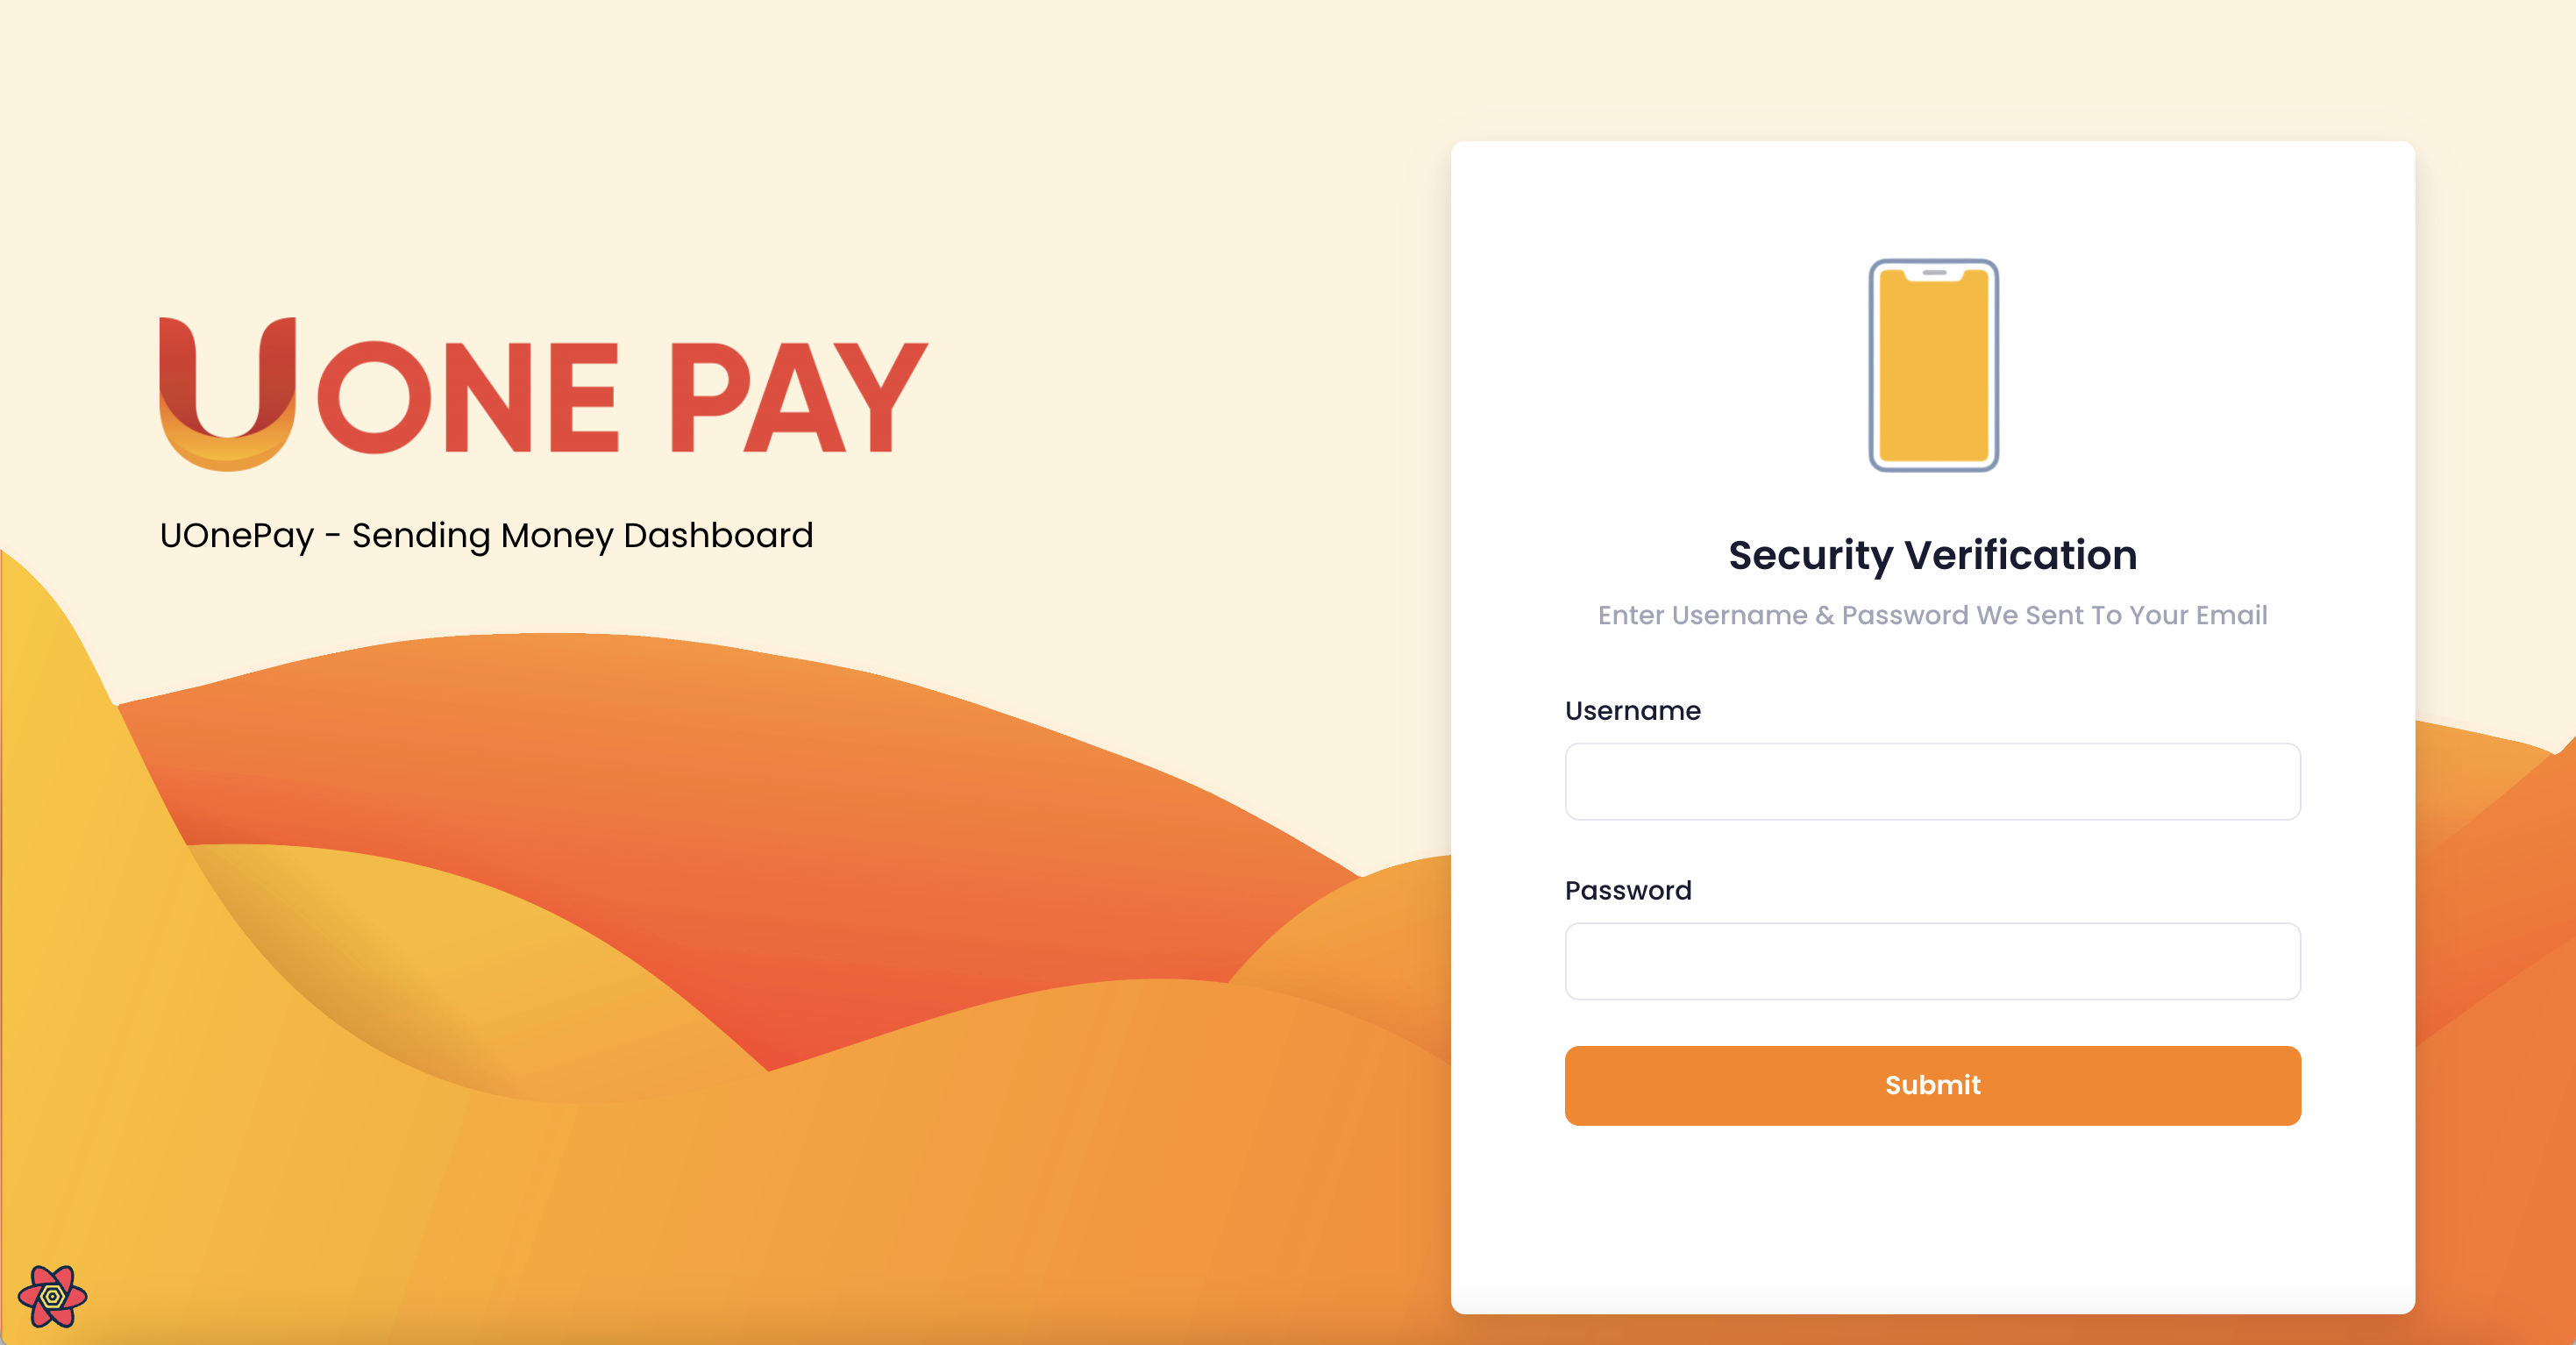 UONE PAY
UOnePay - Sending Money Dashboard
Security Verification
Enter Username & Password We Sent To Your Email
Username
Password
Submit